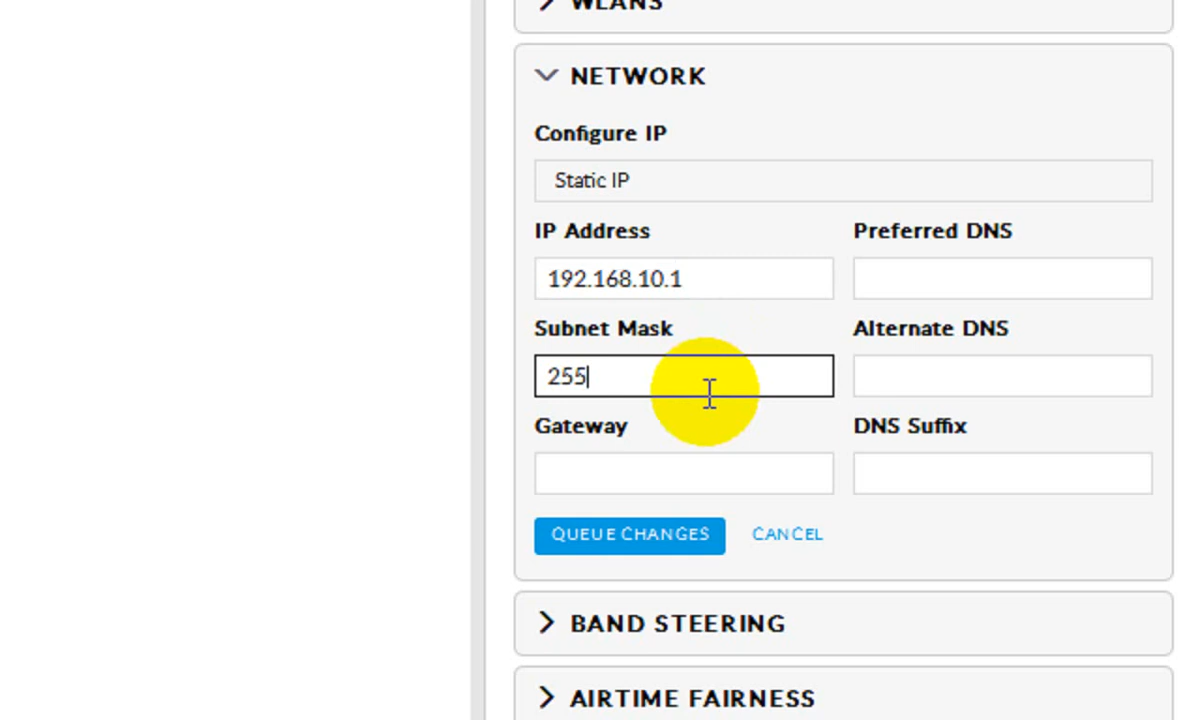 WLANS
NETWORK
Configure IP
Static IP
IP Address
Preferred DNS
192.168.10.1
Subnet Mask
Alternate DNS
255
Gateway
DNS Suffix
QUEUE CHANGES
CANCEL
BAND STEERING
AIRTIME FAIRNESS